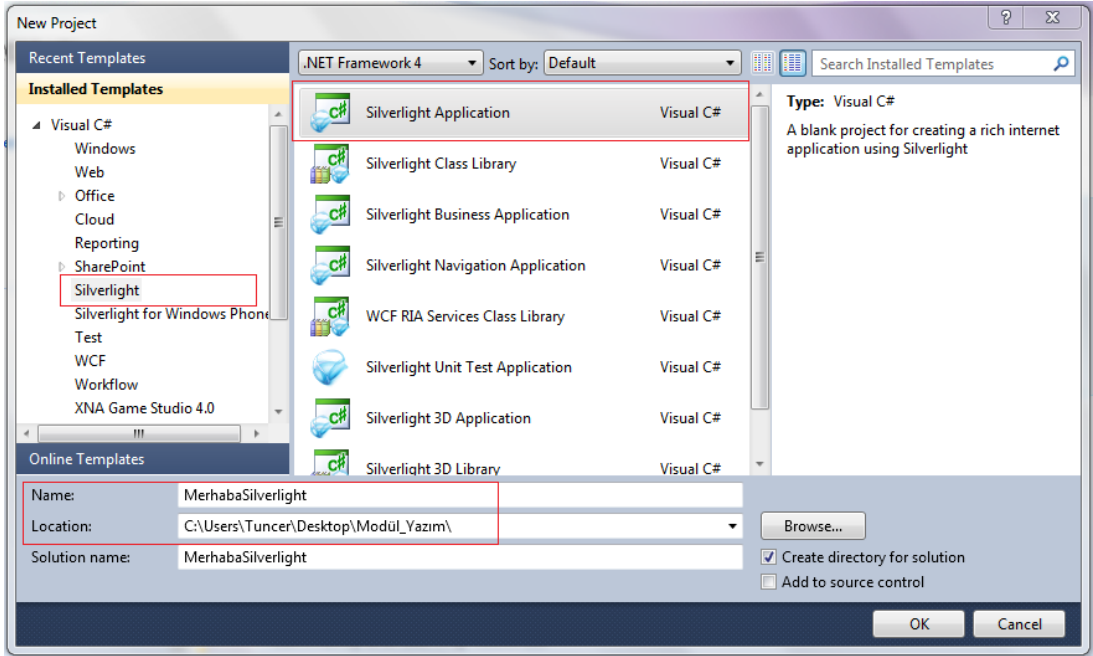 New Project
Recent Templates
Installed Templates
Visual C#
Windows
Web
Office
Cloud
Reporting
SharePoint
Silverlight
Silverlight for Windows Phone
Test
WCF
Workflow
XNA Game Studio 4.0
Online Templates
.NET Framework 4 Sort by: Default Search Installed Templates
Silverlight Application Visual C#
Silverlight Class Library Visual C#
Silverlight Business Application Visual C#
Silverlight Navigation Application Visual C#
WCF RIA Services Class Library Visual C#
Silverlight Unit Test Application Visual C#
Silverlight 3D Application Visual C#
Silverlight 3D Library Visual C#
Type: Visual C#
A blank project for creating a rich internet
application using Silverlight
Name: MerhabaSilverlight
Location: C:\Users\Tuncer\Desktop\Modül_Yazım\ Browse...
Solution name: MerhabaSilverlight Create directory for solution
Add to source control
OK Cancel